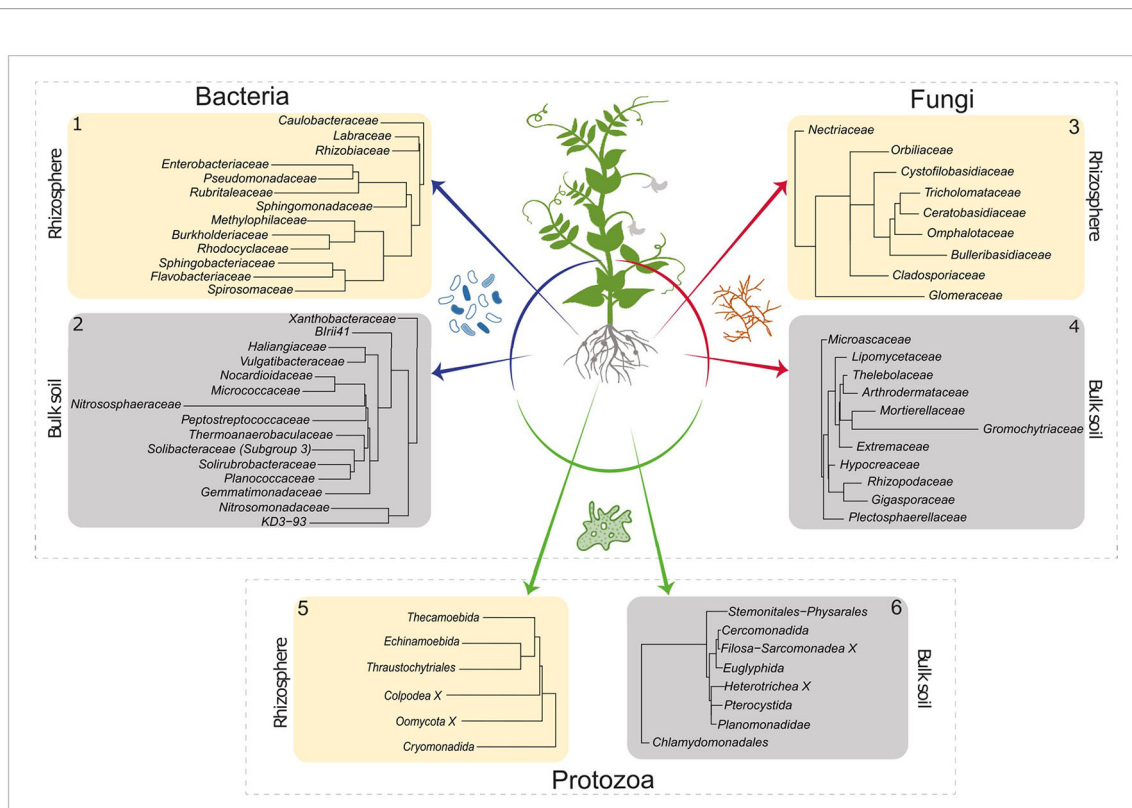 Bacteria
Rhizosphere
1
Caulobacteraceae
Labraceae
Rhizobiaceae
Enterobacteriaceae
Pseudomonadaceae
Rubritaleaceae
Sphingomonadaceae
Methylophilaceae
Burkholderiaceae
Rhodocyclaceae
Sphingobacteriaceae
Flavobacteriaceae
Spirosomaceae
Bulk soil
2
Xanthobacteraceae
BIrii41
Haliangiaceae
Vulgatibacteraceae
Nocardioidaceae
Micrococcaceae
Nitrososphaeraceae
Peptostreptococcaceae
Thermoanaerobaculaceae
Solibacteraceae (Subgroup 3)
Solirubrobacteraceae
Planococcaceae
Gemmatimonadaceae
Nitrosomonadaceae
KD3−93
Fungi
Rhizosphere
3
Nectriaceae
Orbiliaceae
Cystofilobasidiaceae
Tricholomataceae
Ceratobasidiaceae
Omphalotaceae
Bulleribasidiaceae
Cladosporiaceae
Glomeraceae
Bulk soil
4
Microascaceae
Lipomycetaceae
Thelebolaceae
Arthrodermataceae
Mortierellaceae
Gromochytriaceae
Extremaceae
Hypocreaceae
Rhizopodaceae
Gigasporaceae
Plectosphaerellaceae
Rhizosphere
5
Thecamoebida
Echinamoebida
Thraustochytriales
Colpodea X
Oomycota X
Cryomonadida
Bulk soil
6
Stemonitales−Physarales
Cercomonadida
Filosa−Sarcomonadea X
Euglyphida
Heterotrichea X
Pterocystida
Planomonadidae
Chlamydomonadales
Protozoa